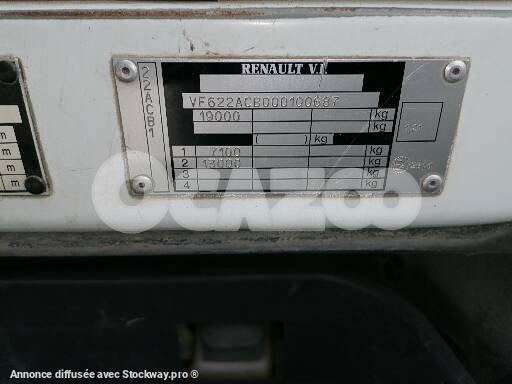 RENAULT V.I.
22ACB1
VF622ACB000100687
19000 kg
kg
( ) kg
1 7100 kg
2 13000 kg
3 kg
4 kg
m
m
m
m
OCAZOO
Annonce diffusée avec Stockway.pro ®